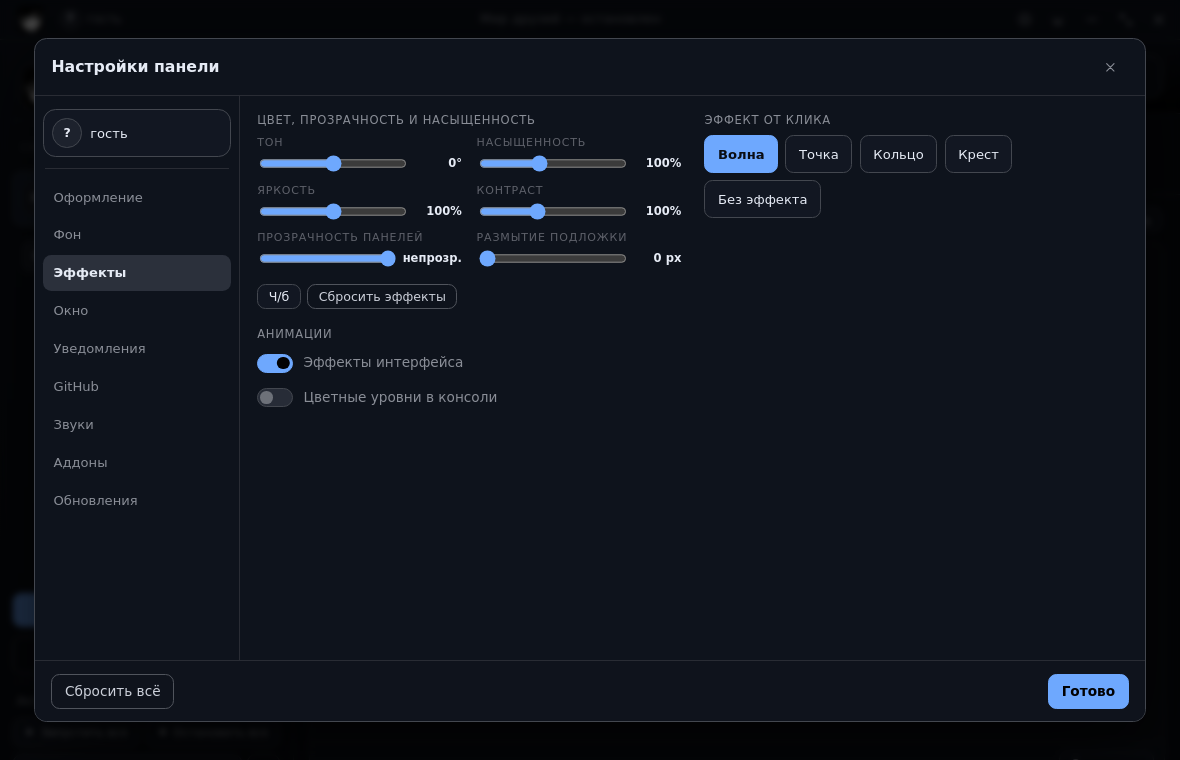 Настройки панели
×
? гость
Оформление
Фон
Эффекты
Окно
Уведомления
GitHub
Звуки
Аддоны
Обновления
ЦВЕТ, ПРОЗРАЧНОСТЬ И НАСЫЩЕННОСТЬ
ТОН
0°
НАСЫЩЕННОСТЬ
100%
ЯРКОСТЬ
100%
КОНТРАСТ
100%
ПРОЗРАЧНОСТЬ ПАНЕЛЕЙ
непрозр.
РАЗМЫТИЕ ПОДЛОЖКИ
0 px
Ч/б Сбросить эффекты
АНИМАЦИИ
Эффекты интерфейса
Цветные уровни в консоли
ЭФФЕКТ ОТ КЛИКА
Волна Точка Кольцо Крест
Без эффекта
Сбросить всё
Готово